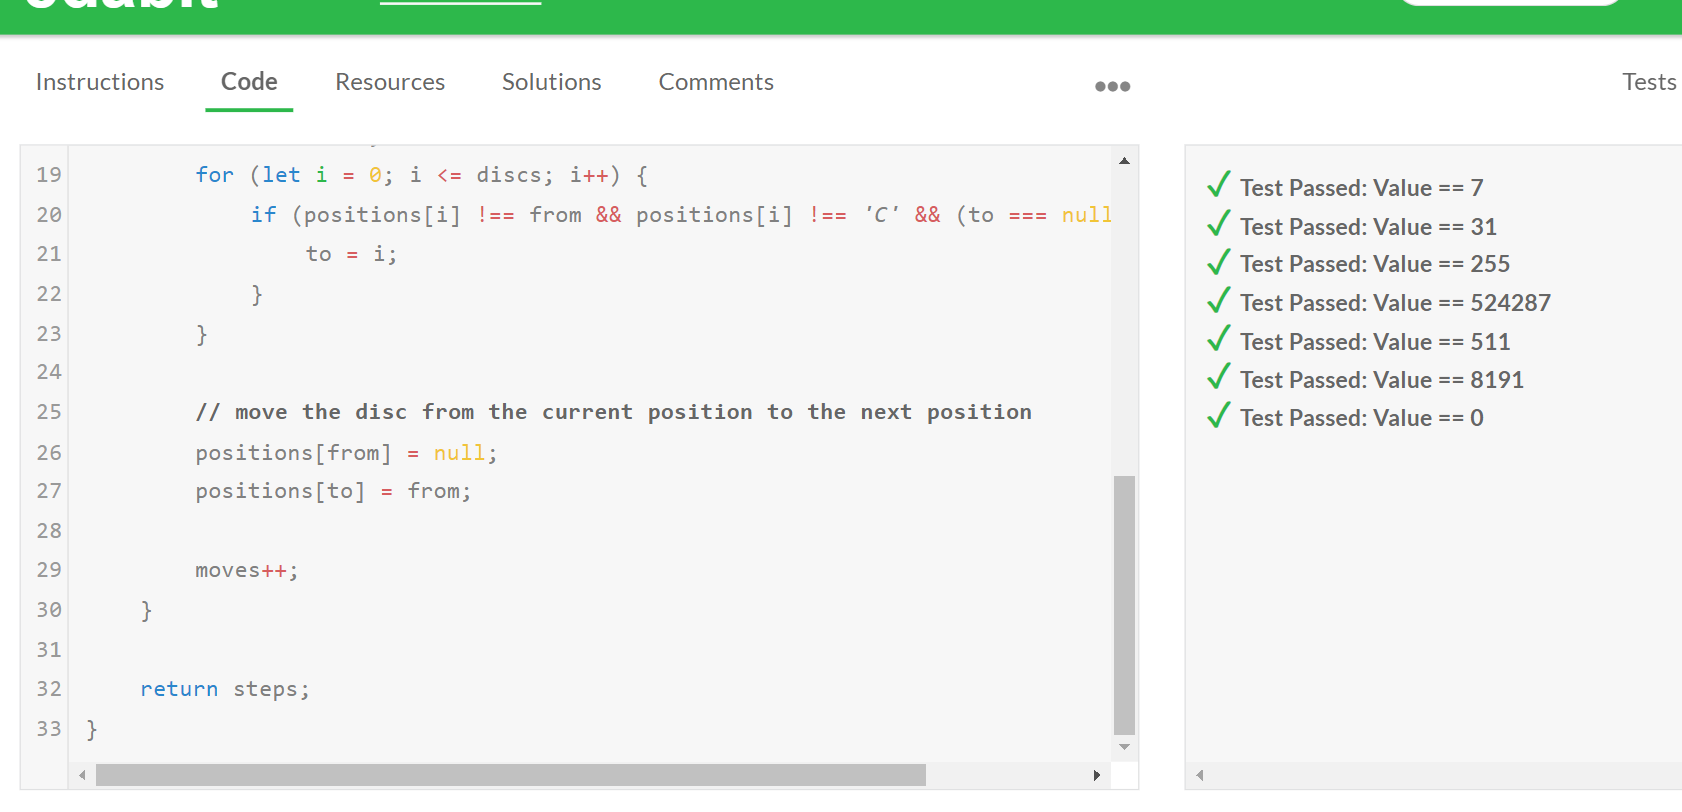 Instructions Code Resources Solutions Comments ●●● Tests
19 for (let i = 0; i <= discs; i++) {
20 if (positions[i] !== from && positions[i] !== 'C' && (to === null
21 to = i;
22 }
23 }
24
25 // move the disc from the current position to the next position
26 positions[from] = null;
27 positions[to] = from;
28
29 moves++;
30 }
31
32 return steps;
33 }
Test Passed: Value == 7
Test Passed: Value == 31
Test Passed: Value == 255
Test Passed: Value == 524287
Test Passed: Value == 511
Test Passed: Value == 8191
Test Passed: Value == 0